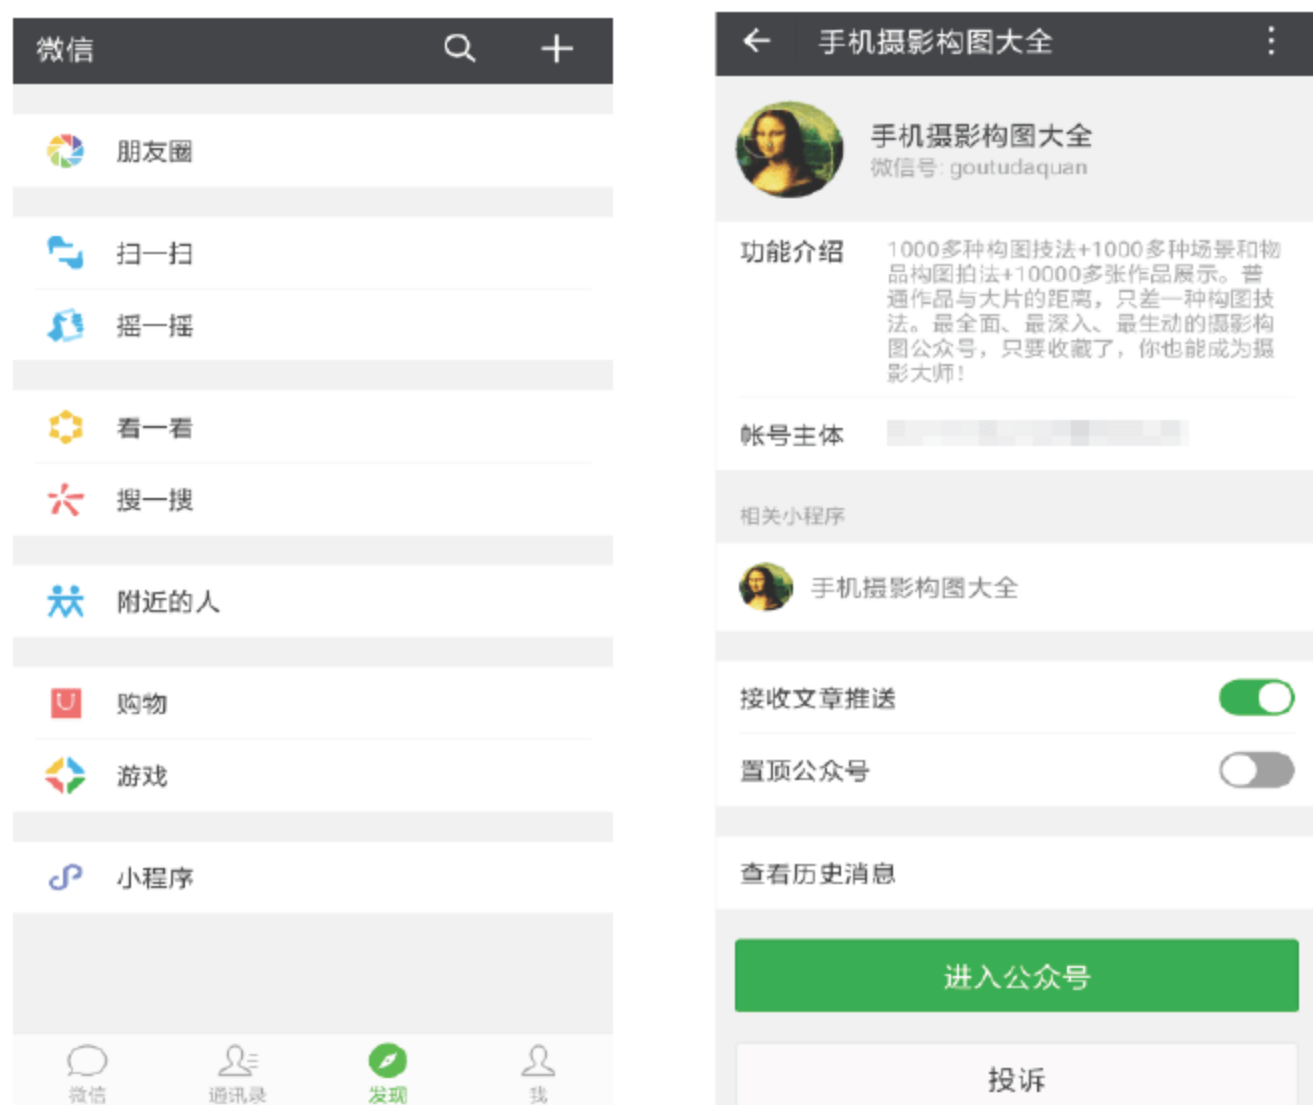 微信
朋友圈
扫一扫
摇一摇
看一看
搜一搜
附近的人
购物
游戏
小程序
微信
通讯录
发现
我
手机摄影构图大全
手机摄影构图大全
微信号: goutudaquan
功能介绍
1000多种构图技法+1000多种场景和物
品构图拍法+10000多张作品展示。普
通作品与大片的距离，只差一种构图技
法。最全面、最深入、最生动的摄影构
图公众号，只要收藏了，你也能成为摄
影大师！
帐号主体
相关小程序
手机摄影构图大全
接收文章推送
置顶公众号
查看历史消息
进入公众号
投诉